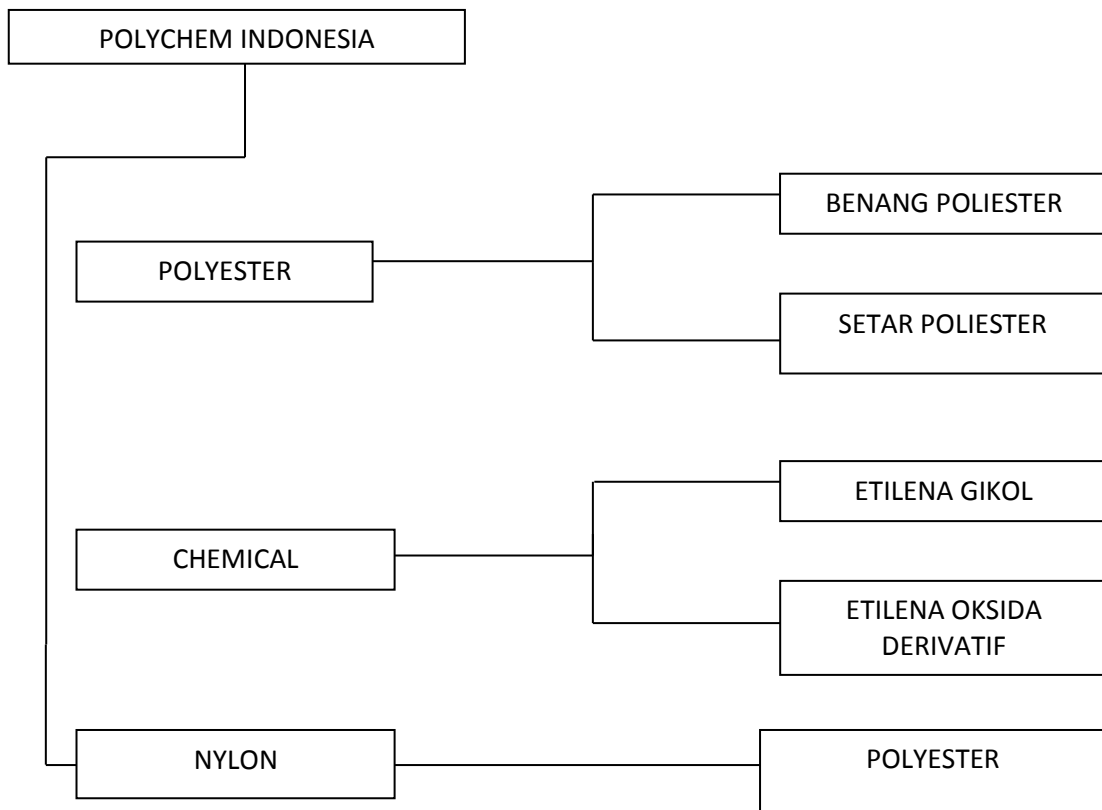 POLYCHEM INDONESIA
BENANG POLIESTER
POLYESTER
SETAR POLIESTER
ETILENA GIKOL
CHEMICAL
ETILENA OKSIDA
DERIVATIF
NYLON
POLYESTER